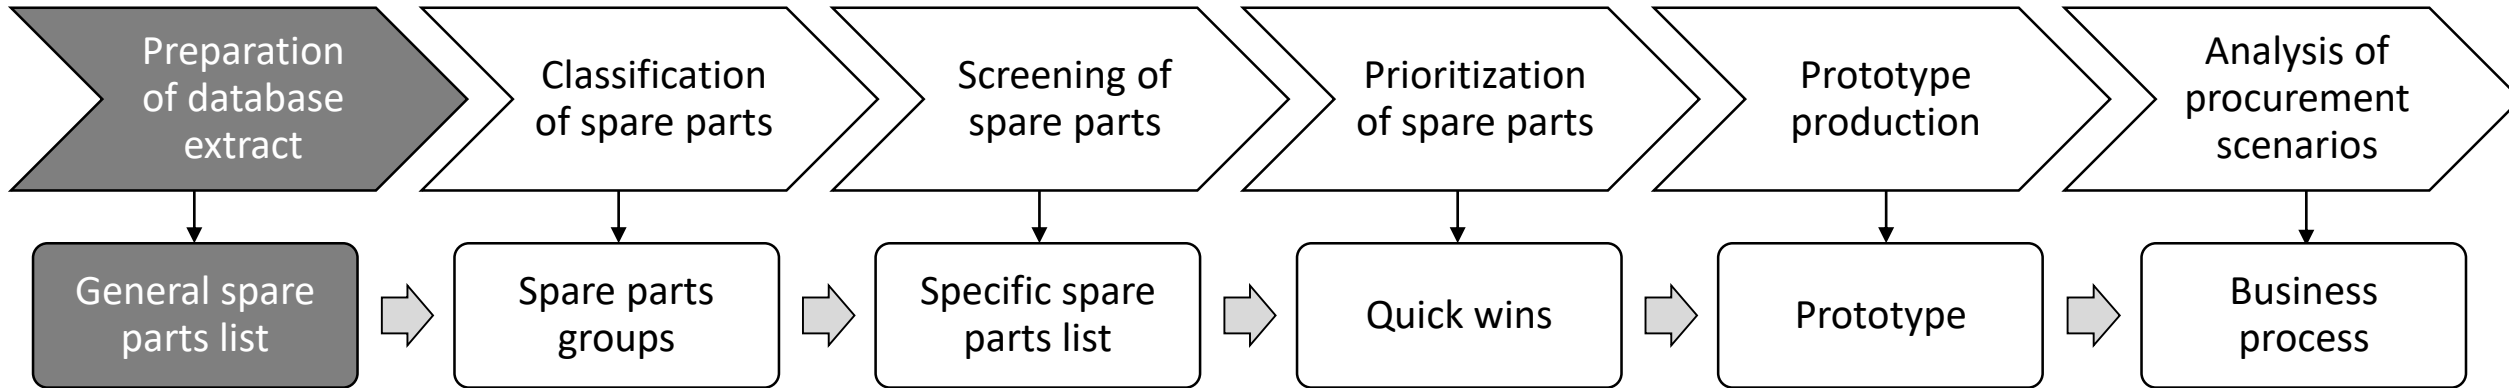 Preparation
of database
extract
Classification
of spare parts
Screening of
spare parts
Prioritization
of spare parts
Prototype
production
Analysis of
procurement
scenarios
General spare
parts list
Spare parts
groups
Specific spare
parts list
Quick wins
Prototype
Business
process